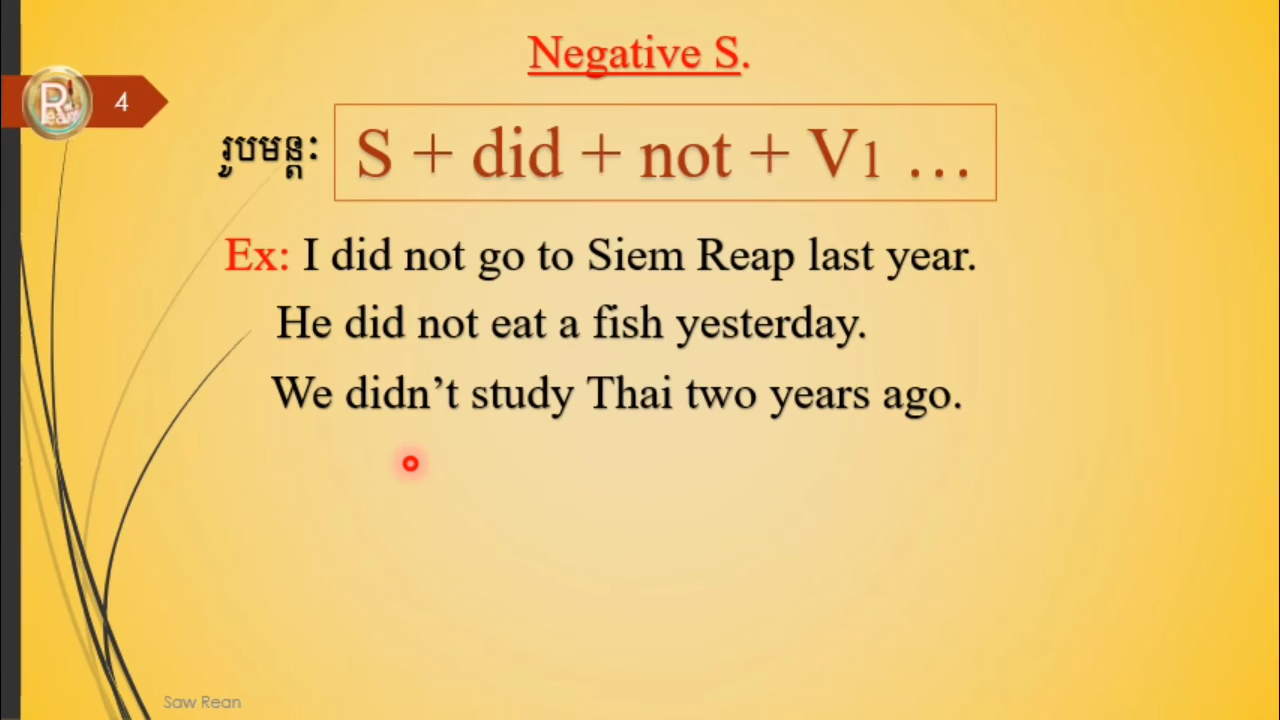 Negative S.
4
រូបមន្តៈ S + did + not + V1 …
Ex: I did not go to Siem Reap last year.
He did not eat a fish yesterday.
We didn’t study Thai two years ago.
Saw Rean